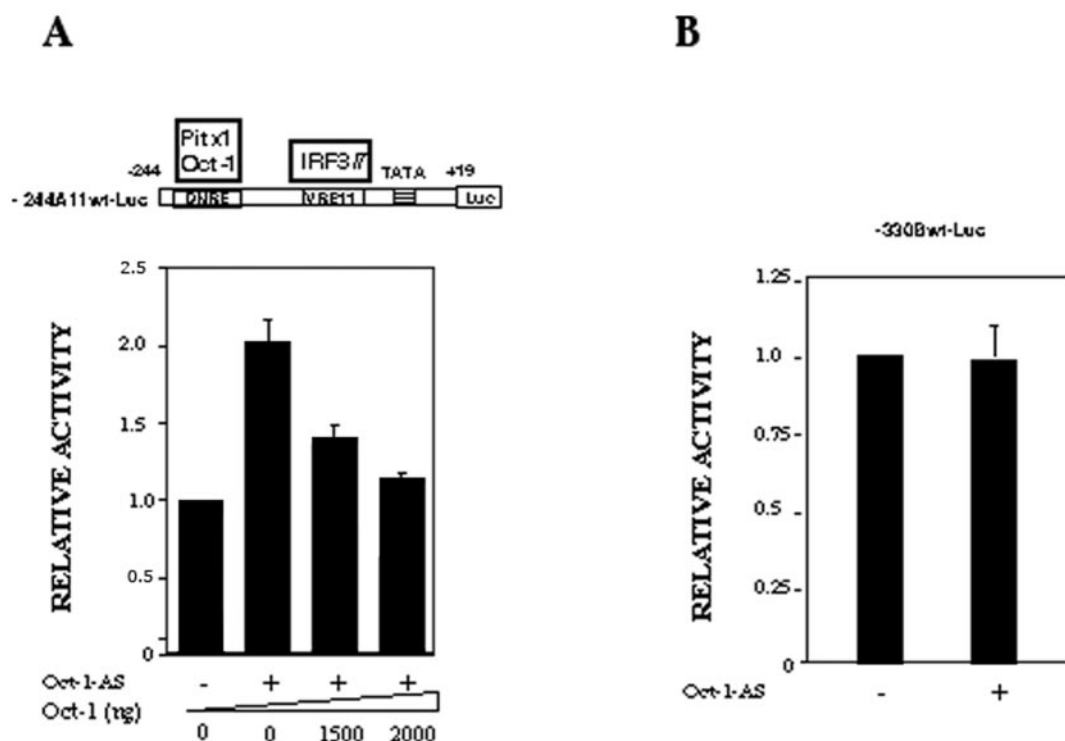 A
B
Pitx1
Oct-1
IRF3/7
-244
TATA
+19
- 244A11wt-Luc
DNRE
VRE11
Luc
-330Bwt-Luc
RELATIVE ACTIVITY
2.5
2.0
1.5
1.0
0.5
0
Oct-1-AS
- + + +
Oct-1 (ng)
0 0 1500 2000
RELATIVE ACTIVITY
1.25
1.0
0.75
0.5
0.25
0
Oct-1-AS
- +